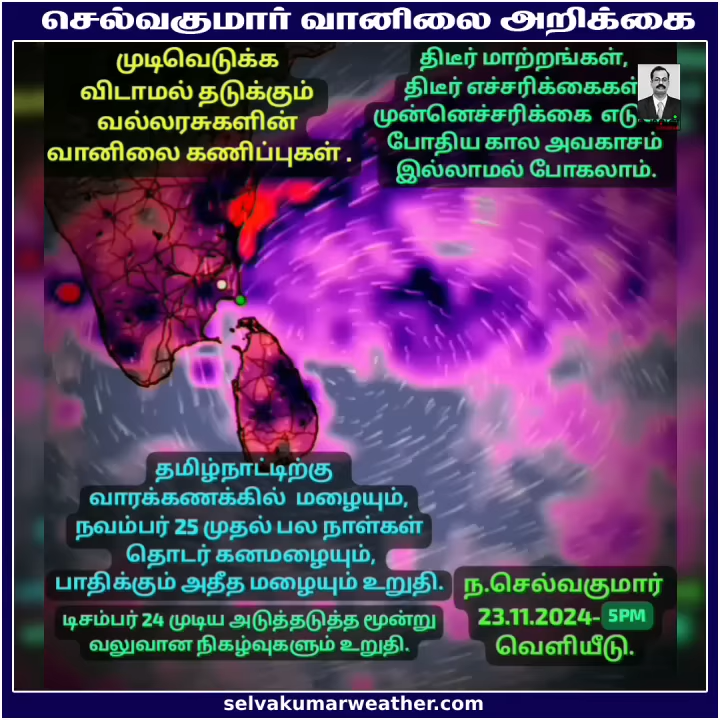 செல்வகுமார் வானிலை அறிக்கை
முடிவெடுக்க
விடாமல் தடுக்கும்
வல்லரசுகளின்
வானிலை கணிப்புகள் .
திடீர் மாற்றங்கள்,
திடீர் எச்சரிக்கைகள்
முன்னெச்சரிக்கை
போதிய கால அவகாசம்
இல்லாமல் போகலாம்.
தமிழ்நாட்டிற்கு
வாரக்கணக்கில் மழையும்,
நவம்பர் 25 முதல் பல நாள்கள்
தொடர் கனமழையும்,
பாதிக்கும் அதீத மழையும் உறுதி.
டிசம்பர் 24 முடிய அடுத்தடுத்த மூன்று
வலுவான நிகழ்வுகளும் உறுதி.
ந.செல்வகுமார்
23.11.2024- 5PM
வெளியீடு.
selvakumarweather.com